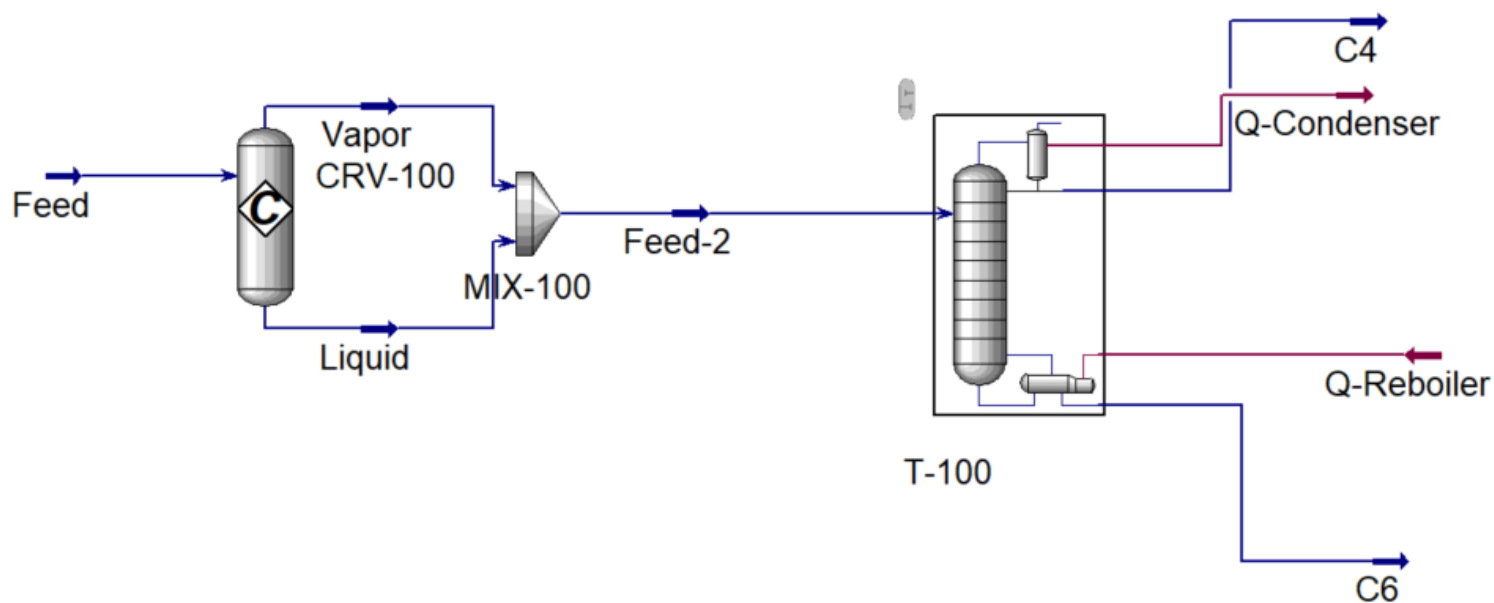 C4
Q-Condenser
Vapor
CRV-100
Feed
C
Feed-2
MIX-100
Liquid
Q-Reboiler
T-100
C6